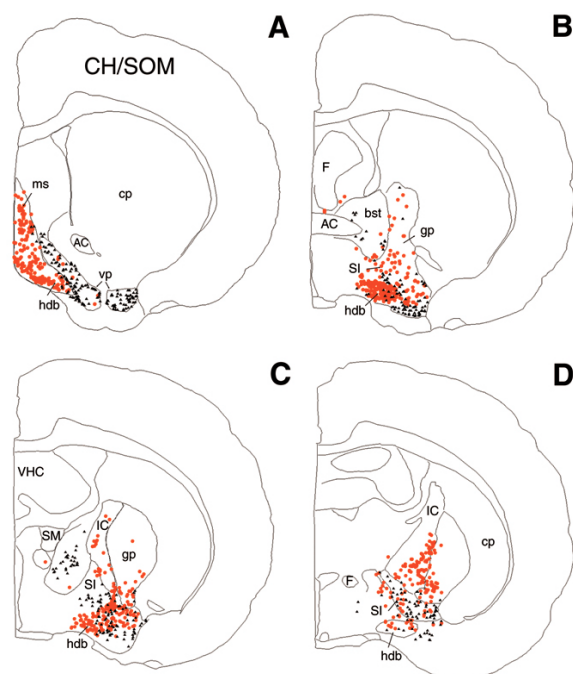 A
CH/SOM
ms
cp
AC
vp
hdb
B
F
AC
bst
gp
SI
hdb
C
VHC
SM
IC
gp
SI
hdb
D
IC
cp
F
SI
hdb